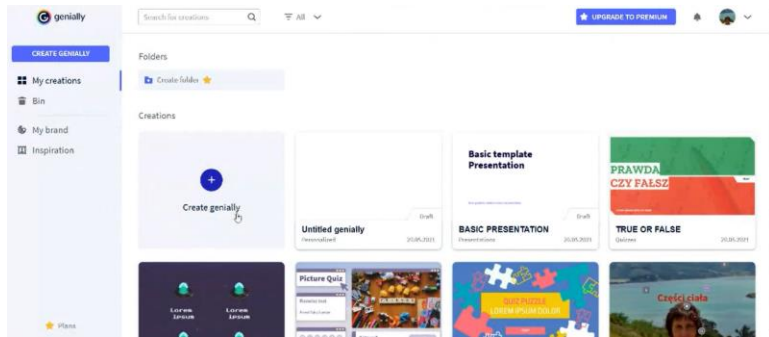 genially
Search for creations
All
UPGRADE TO PREMIUM
CREATE GENIALLY
My creations
Bin
My brand
Inspiration
Plans
Folders
Create folder
Creations
Create genially
Draft
Untitled genially
Personalized 20.05.2021
Basic template
Presentation
Draft
BASIC PRESENTATION
Presentations 20.05.2021
PRAWDA
CZY FAŁSZ
TRUE OR FALSE
Quizzes 20.05.2021
Lorem
Ipsum
Lorem
Ipsum
Picture Quiz
QUIZ PUZZLE
LOREM IPSUM DOLOR
Części ciała